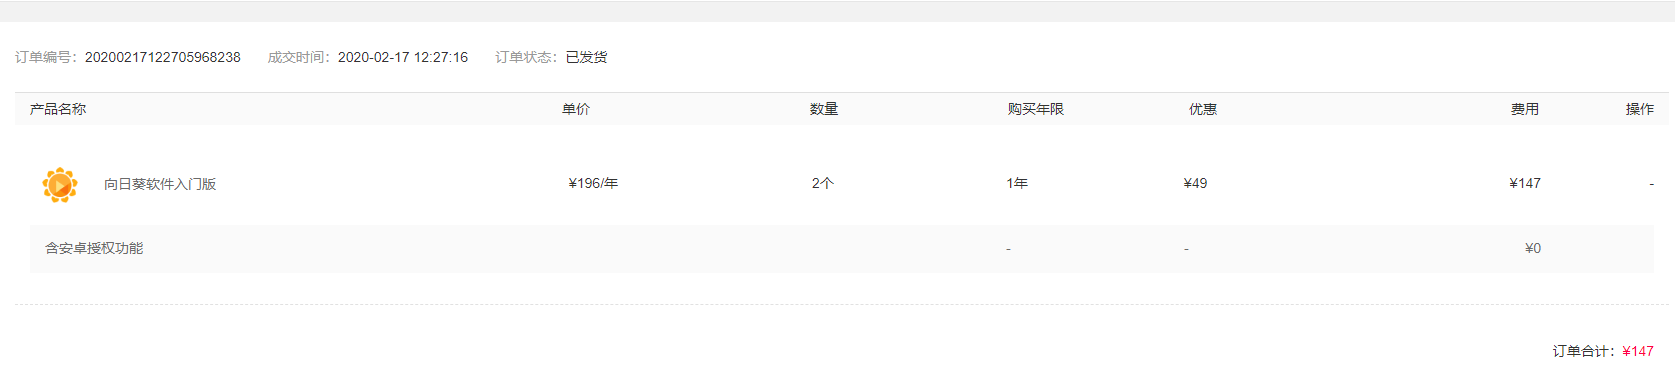 订单编号：20200217122705968238 成交时间：2020-02-17 12:27:16 订单状态：已发货
产品名称 单价 数量 购买年限 优惠 费用 操作
向日葵软件入门版 ¥196/年 2个 1年 ¥49 ¥147 -
含安卓授权功能 - - ¥0
订单合计：¥147